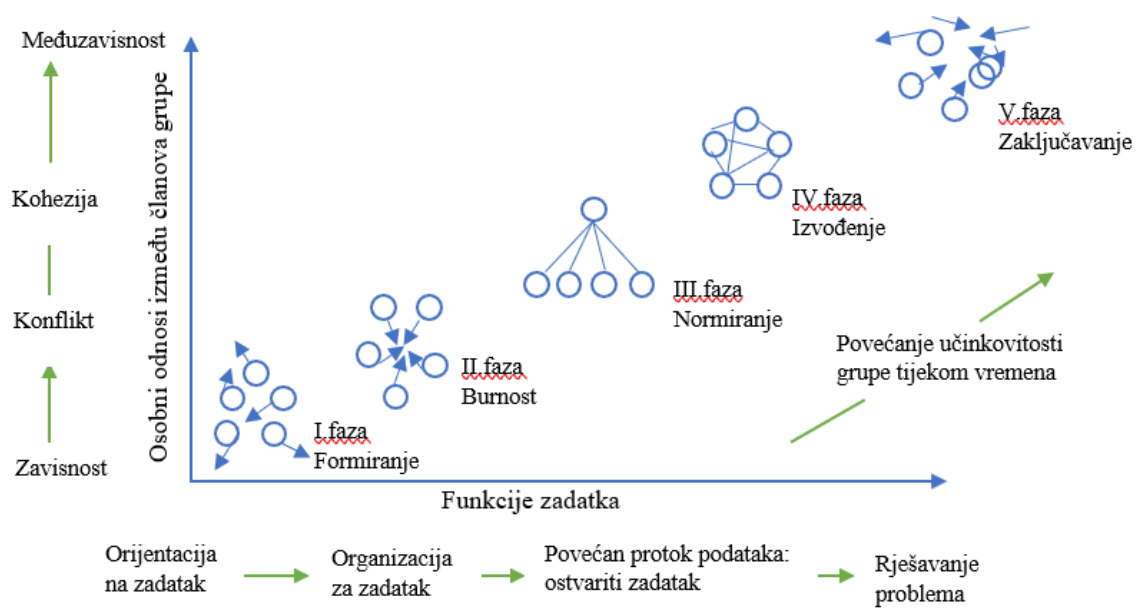 Međuzavisnost
Kohezija
Konflikt
Zavisnost
Osobni odnosi između članova grupe
I.faza
Formiranje
II.faza
Burnost
III.faza
Normiranje
IV.faza
Izvođenje
V.faza
Zaključavanje
Povećanje učinkovitosti
grupe tijekom vremena
Funkcije zadatka
Orijentacija
na zadatak
Organizacija
za zadatak
Povećan protok podataka:
ostvariti zadatak
Rješavanje
problema